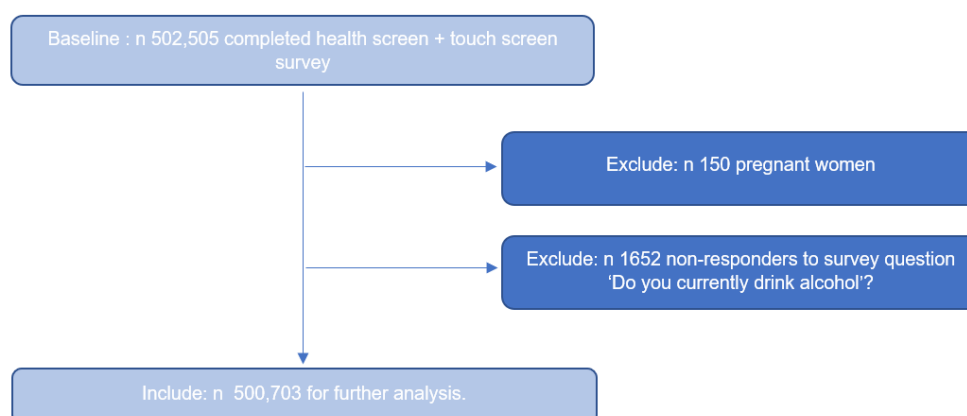 Baseline : n 502,505 completed health screen + touch screen
survey
Exclude: n 150 pregnant women
Exclude: n 1652 non-responders to survey question
‘Do you currently drink alcohol’?
Include: n  500,703 for further analysis.